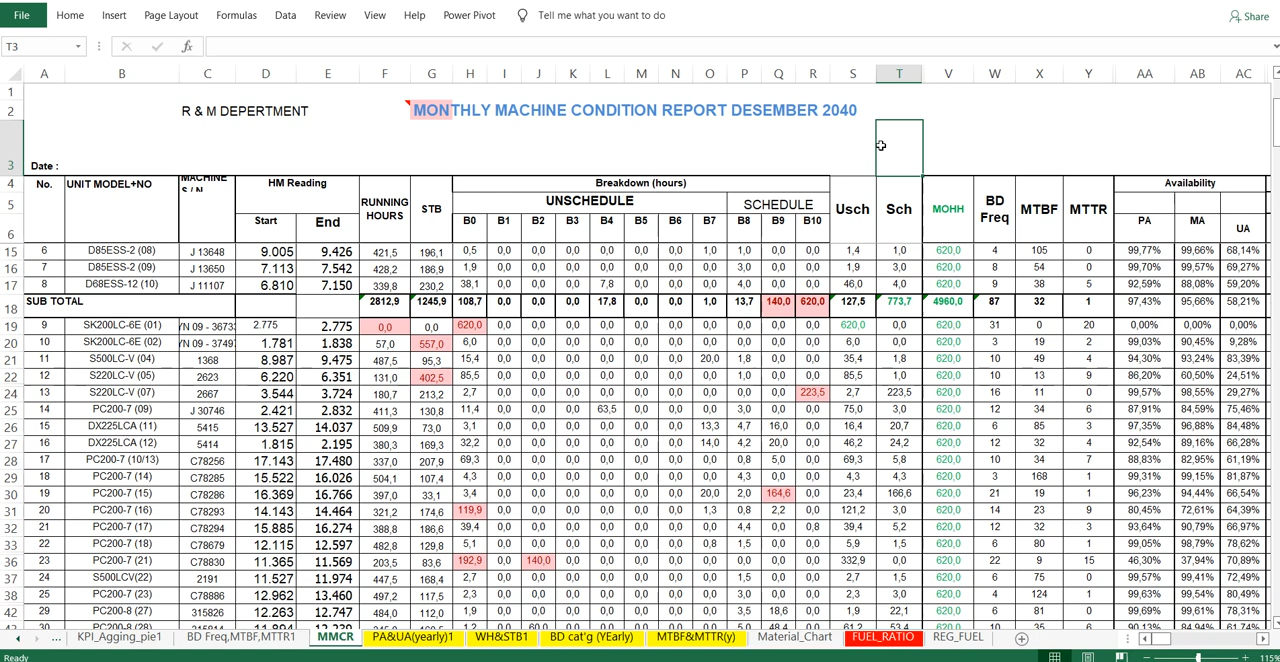 File Home Insert Page Layout Formulas Data Review View Help Power Pivot Tell me what you want to do Share
T3 fx
A B C D E F G H I J K L M N O P Q R S T V W X Y AA AB AC
1
2 R & M DEPERTMENT MONTHLY MACHINE CONDITION REPORT DESEMBER 2040
3 Date :
4 No. UNIT MODEL+NO MACHINE HM Reading Breakdown (hours) Availability
5 RUNNING HOURS STB UNSCHEDULE SCHEDULE Usch Sch MOHH BD Freq MTBF MTTR
6 Start End B0 B1 B2 B3 B4 B5 B6 B7 B8 B9 B10 PA MA UA
15 6 D85ESS-2 (08) J 13648 9.005 9.426 421,5 196,1 0,5 0,0 0,0 0,0 0,0 0,0 0,0 1,0 1,0 0,0 0,0 1,4 1,0 620,0 4 105 0 99,77% 99,66% 68,14%
16 7 D85ESS-2 (09) J 13650 7.113 7.542 428,2 186,9 1,9 0,0 0,0 0,0 0,0 0,0 0,0 0,0 3,0 0,0 0,0 1,9 3,0 620,0 8 54 0 99,70% 99,57% 69,27%
17 8 D68ESS-12 (10) J 11107 6.810 7.150 339,8 230,2 38,1 0,0 0,0 0,0 7,8 0,0 0,0 0,0 4,0 0,0 0,0 46,0 4,0 620,0 9 38 5 92,59% 88,08% 59,20%
18 SUB TOTAL 2812,9 1245,9 108,7 0,0 0,0 0,0 17,8 0,0 0,0 1,0 13,7 140,0 620,0 127,5 773,7 4960,0 87 32 1 97,43% 95,66% 58,21%
19 9 SK200LC-6E (01) YN 09 - 3673 2.775 2.775 0,0 0,0 620,0 0,0 0,0 0,0 0,0 0,0 0,0 0,0 0,0 0,0 0,0 620,0 0,0 620,0 31 0 20 0,00% 0,00% 0,00%
20 10 SK200LC-6E (02) YN 09 - 3749 1.781 1.838 57,0 557,0 6,0 0,0 0,0 0,0 0,0 0,0 0,0 0,0 0,0 0,0 0,0 6,0 0,0 620,0 3 19 2 99,03% 90,45% 9,28%
21 11 S500LC-V (04) 1368 8.987 9.475 487,5 95,3 15,4 0,0 0,0 0,0 0,0 0,0 0,0 20,0 1,8 0,0 0,0 35,4 1,8 620,0 10 49 4 94,30% 93,24% 83,39%
22 12 S220LC-V (05) 2623 6.220 6.351 131,0 402,5 85,5 0,0 0,0 0,0 0,0 0,0 0,0 0,0 1,0 0,0 0,0 85,5 1,0 620,0 10 13 9 86,20% 60,50% 24,51%
24 13 S220LC-V (07) 2667 3.544 3.724 180,7 213,2 2,7 0,0 0,0 0,0 0,0 0,0 0,0 0,0 0,0 0,0 223,5 2,7 223,5 620,0 16 11 0 99,57% 98,55% 29,27%
25 14 PC200-7 (09) J 30746 2.421 2.832 411,3 130,8 11,4 0,0 0,0 0,0 63,5 0,0 0,0 0,0 3,0 0,0 0,0 75,0 3,0 620,0 12 34 6 87,91% 84,59% 75,46%
26 15 DX225LCA (11) 5415 13.527 14.037 509,9 73,0 3,1 0,0 0,0 0,0 0,0 0,0 0,0 13,3 4,7 16,0 0,0 16,4 20,7 620,0 6 85 3 97,35% 96,88% 84,48%
27 16 DX225LCA (12) 5414 1.815 2.195 380,3 169,3 32,2 0,0 0,0 0,0 0,0 0,0 0,0 14,0 4,2 20,0 0,0 46,2 24,2 620,0 12 32 4 92,54% 89,16% 66,28%
28 17 PC200-7 (10/13) C78256 17.143 17.480 337,0 207,9 69,3 0,0 0,0 0,0 0,0 0,0 0,0 0,0 0,8 5,0 0,0 69,3 5,8 620,0 10 34 7 88,83% 82,95% 61,19%
29 18 PC200-7 (14) C78285 15.522 16.026 504,1 107,4 4,3 0,0 0,0 0,0 0,0 0,0 0,0 0,0 4,3 0,0 0,0 4,3 4,3 620,0 3 168 1 99,31% 99,15% 81,87%
30 19 PC200-7 (15) C78286 16.369 16.766 397,0 33,1 3,4 0,0 0,0 0,0 0,0 0,0 0,0 20,0 2,0 164,6 0,0 23,4 166,6 620,0 21 19 1 96,23% 94,44% 66,54%
31 20 PC200-7 (16) C78293 14.143 14.464 321,2 174,6 119,9 0,0 0,0 0,0 0,0 0,0 0,0 1,3 0,8 2,2 0,0 121,2 3,0 620,0 14 23 9 80,45% 72,61% 64,39%
32 21 PC200-7 (17) C78294 15.885 16.274 388,8 186,6 39,4 0,0 0,0 0,0 0,0 0,0 0,0 0,0 4,4 0,0 0,8 39,4 5,2 620,0 12 32 3 93,64% 90,79% 66,97%
33 22 PC200-7 (18) C78679 12.115 12.597 482,8 129,8 5,1 0,0 0,0 0,0 0,0 0,0 0,0 0,8 1,5 0,0 0,0 5,9 1,5 620,0 6 80 1 99,05% 98,79% 78,62%
36 23 PC200-7 (21) C78830 11.365 11.569 203,5 83,6 192,9 0,0 140,0 0,0 0,0 0,0 0,0 0,0 0,0 0,0 0,0 332,9 0,0 620,0 22 9 15 46,30% 37,94% 70,89%
37 24 S500LCV(22) 2191 11.527 11.974 447,5 168,4 2,7 0,0 0,0 0,0 0,0 0,0 0,0 0,0 1,5 0,0 0,0 2,7 1,5 620,0 6 75 0 99,57% 99,41% 72,49%
38 25 PC200-7 (23) C78886 12.962 13.460 497,2 117,5 2,3 0,0 0,0 0,0 0,0 0,0 0,0 0,0 3,0 0,0 0,0 2,3 3,0 620,0 4 124 1 99,63% 99,54% 80,49%
42 29 PC200-8 (27) 315826 12.263 12.747 484,0 112,0 1,9 0,0 0,0 0,0 0,0 0,0 0,0 0,0 3,5 18,6 0,0 1,9 22,1 620,0 6 81 0 99,69% 99,61% 78,31%
30 PC200-8 (28)
... KPI_Agging_pie1 BD Freq,MTBF,MTTR1 MMCR PA&UA(yearly)1 WH&STB1 BD cat'g (YEarly) MTBF&MTTR(y) Material_Chart FUEL_RATIO REG_FUEL
Ready 115%